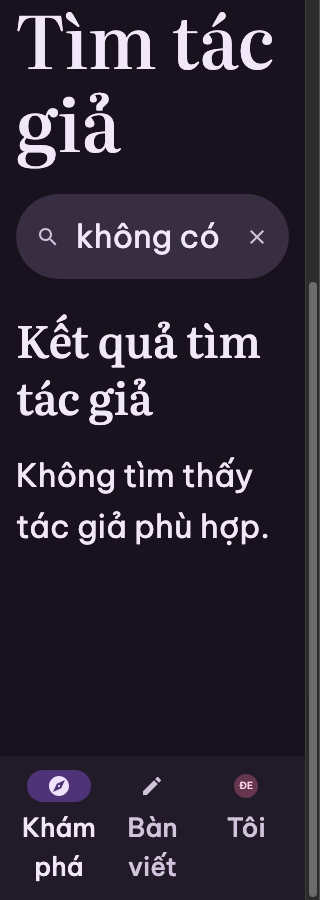 Tìm tác
giả
không có
Kết quả tìm
tác giả
Không tìm thấy
tác giả phù hợp.
ĐE
Khám
phá
Bàn
viết
Tôi